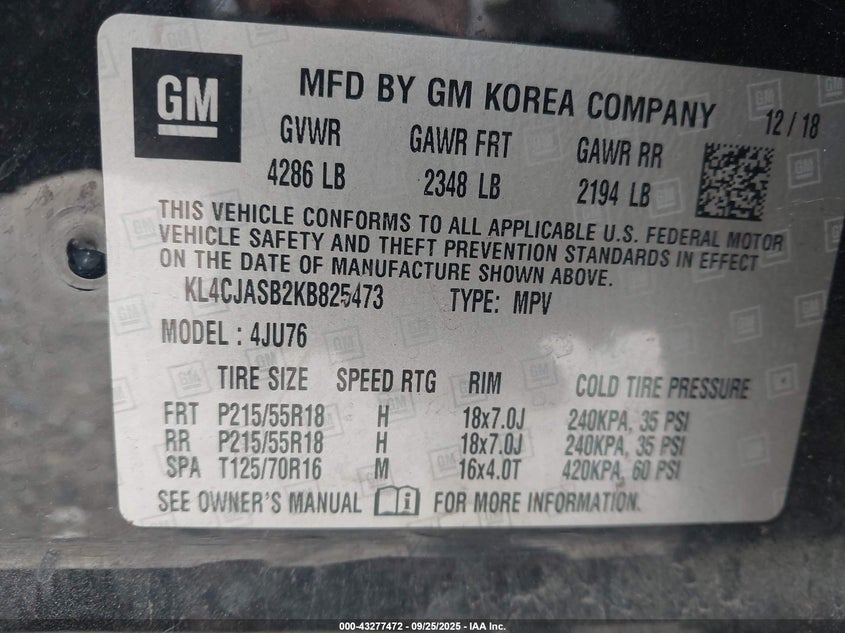 GM
MFD BY GM KOREA COMPANY
12/18
GVWR GAWR FRT GAWR RR
4286 LB 2348 LB 2194 LB
THIS VEHICLE CONFORMS TO ALL APPLICABLE U.S. FEDERAL MOTOR
VEHICLE SAFETY AND THEFT PREVENTION STANDARDS IN EFFECT
ON THE DATE OF MANUFACTURE SHOWN ABOVE.
KL4CJASB2KB825473 TYPE: MPV
MODEL : 4JU76
TIRE SIZE SPEED RTG RIM COLD TIRE PRESSURE
FRT P215/55R18 H 18x7.0J 240KPA, 35 PSI
RR P215/55R18 H 18x7.0J 240KPA, 35 PSI
SPA T125/70R16 M 16x4.0T 420KPA, 60 PSI
SEE OWNER'S MANUAL FOR MORE INFORMATION.
000-43277472 - 09/25/2025 - IAA Inc.